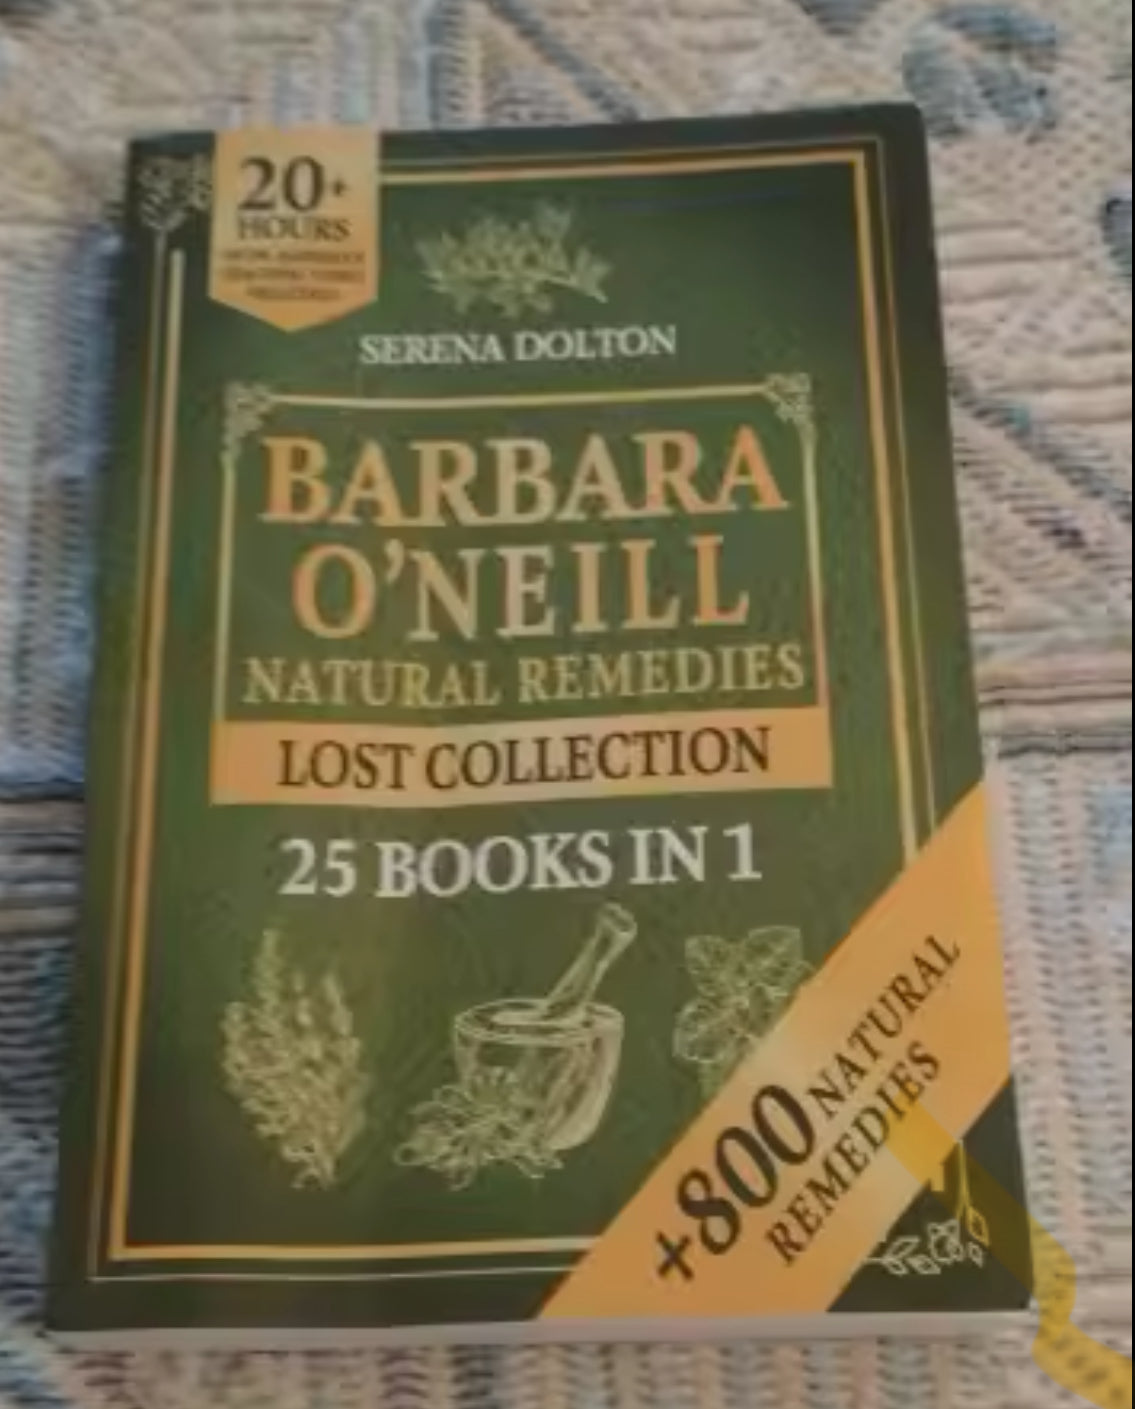 20+
HOURS
SERENA DOLTON
BARBARA
O'NEILL
NATURAL REMEDIES
LOST COLLECTION
25 BOOKS IN 1
+800 NATURAL
REMEDIES